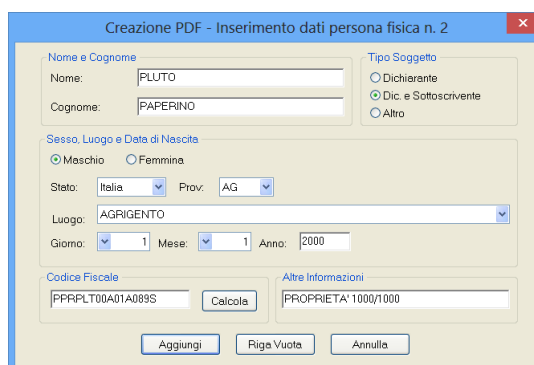 Creazione PDF - Inserimento dati persona fisica n. 2
Nome e Cognome
Nome: PLUTO
Cognome: PAPERINO
Tipo Soggetto
Dichiarante
Dic. e Sottoscrivente
Altro
Sesso, Luogo e Data di Nascita
Maschio Femmina
Stato: Italia Prov: AG
Luogo: AGRIGENTO
Giorno: 1 Mese: 1 Anno: 2000
Codice Fiscale
PPRPLT00A01A089S Calcola
Altre Informazioni
PROPRIETA' 1000/1000
Aggiungi Riga Vuota Annulla